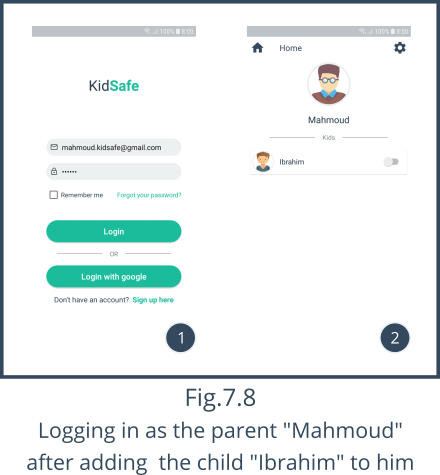 100% 8:00
KidSafe
mahmoud.kidsafe@gmail.com
••••••
Remember me
Forgot your password?
Login
OR
Login with google
Don't have an account? Sign up here
1
100% 8:00
Home
Mahmoud
Kids
Ibrahim
2
Fig.7.8
Logging in as the parent "Mahmoud"
after adding the child "Ibrahim" to him